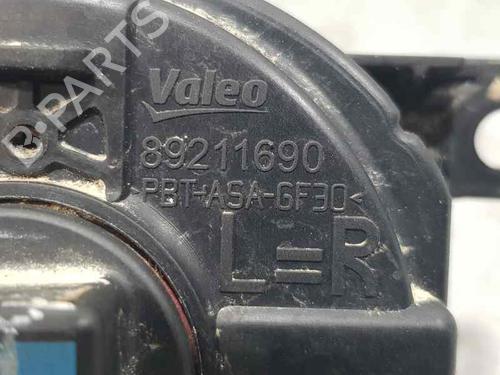 Valeo
89211690
>PBT-ASA-GF30<
L=R
B-PARTS